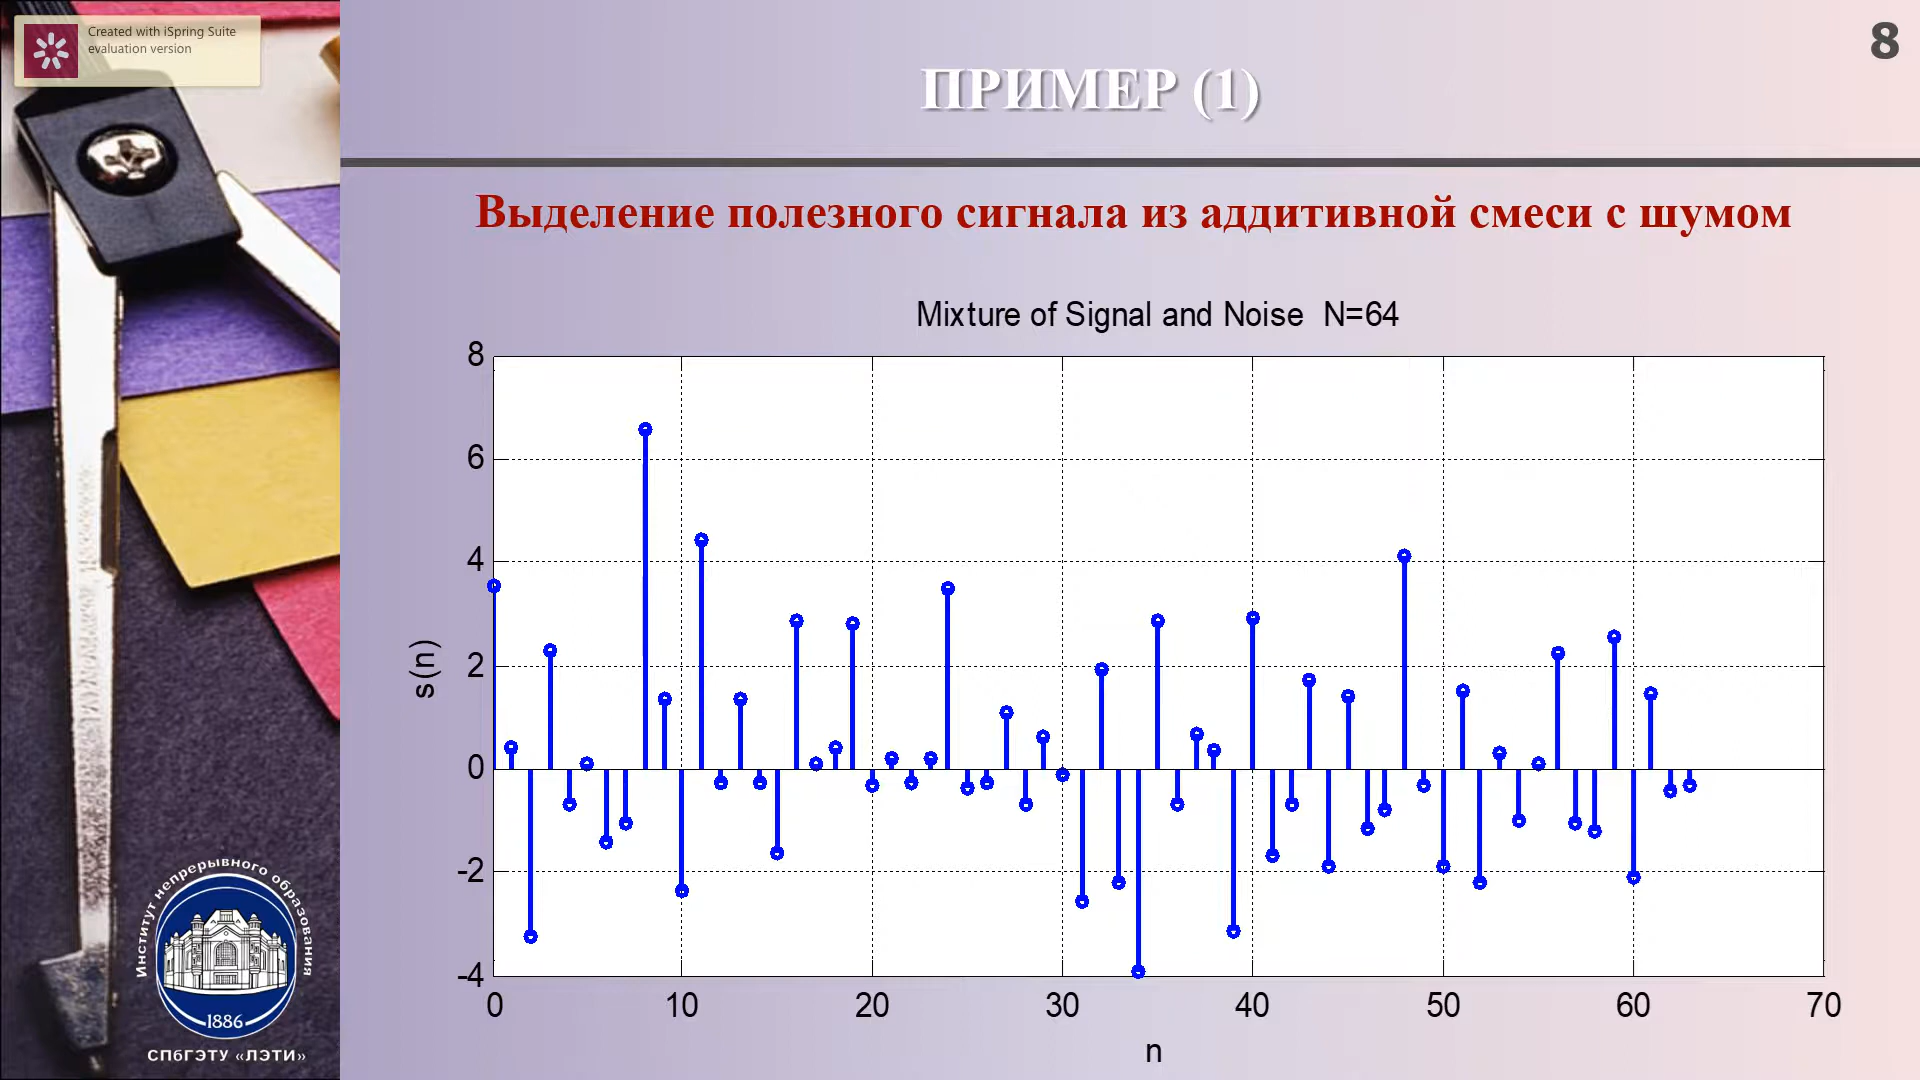 Created with iSpring Suite
evaluation version
8
ПРИМЕР (1)
Выделение полезного сигнала из аддитивной смеси с шумом
Mixture of Signal and Noise N=64
8
6
4
2
0
-2
-4
s(n)
0 10 20 30 40 50 60 70
n
Институт непрерывного образования
1886
СПбГЭТУ «ЛЭТИ»